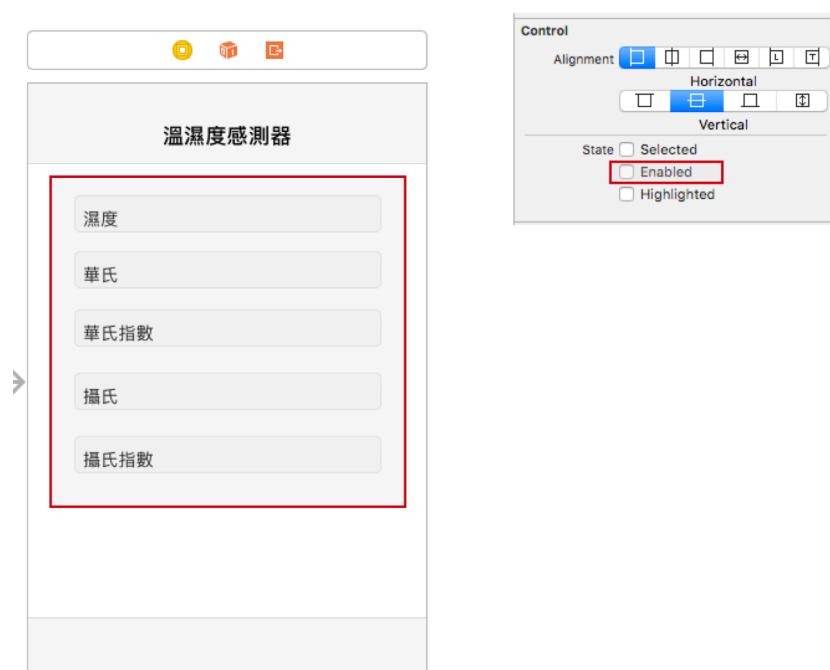 溫濕度感測器
濕度
華氏
華氏指數
攝氏
攝氏指數
Control
Alignment
Horizontal
Vertical
State Selected
Enabled
Highlighted